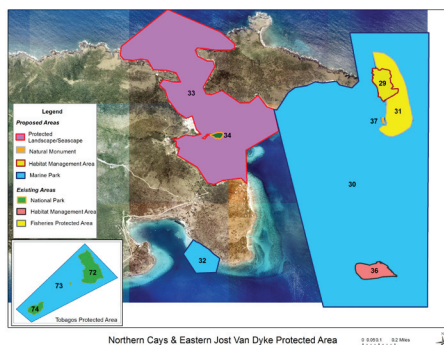 33
29
31
34
37
30
32
36
Legend
Proposed Areas
Protected
Landscape/Seascape
Natural Monument
Habitat Management Area
Marine Park
Existing Areas
National Park
Habitat Management Area
Fisheries Protected Area
72
73
74
Tobagos Protected Area
Northern Cays & Eastern Jost Van Dyke Protected Area
0.2 Miles